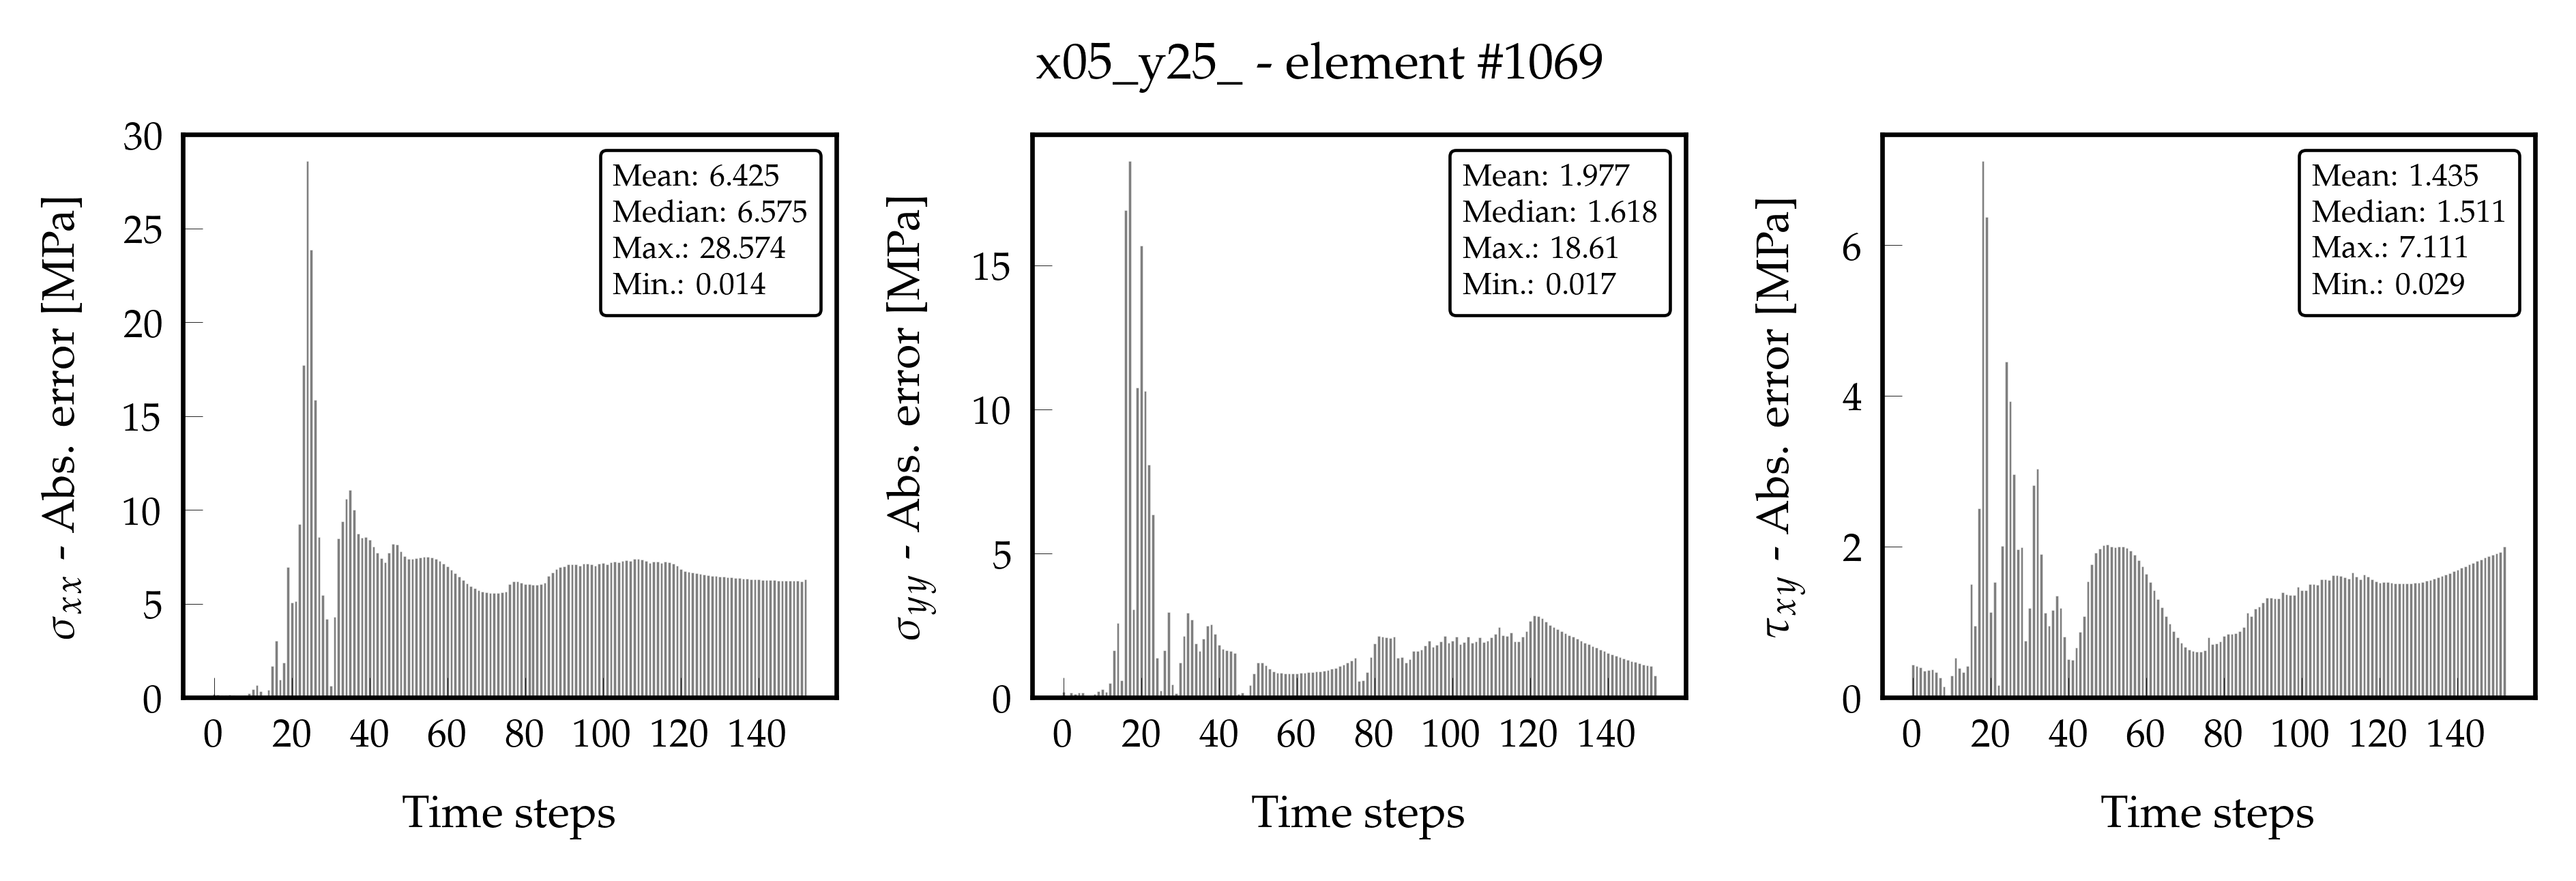 x05_y25_ - element #1069
σxx - Abs. error [MPa]
30
25
20
15
10
5
0
Mean: 6.425
Median: 6.575
Max.: 28.574
Min.: 0.014
0 20 40 60 80 100 120 140
Time steps
σyy - Abs. error [MPa]
15
10
5
0
Mean: 1.977
Median: 1.618
Max.: 18.61
Min.: 0.017
0 20 40 60 80 100 120 140
Time steps
τxy - Abs. error [MPa]
6
4
2
0
Mean: 1.435
Median: 1.511
Max.: 7.111
Min.: 0.029
0 20 40 60 80 100 120 140
Time steps